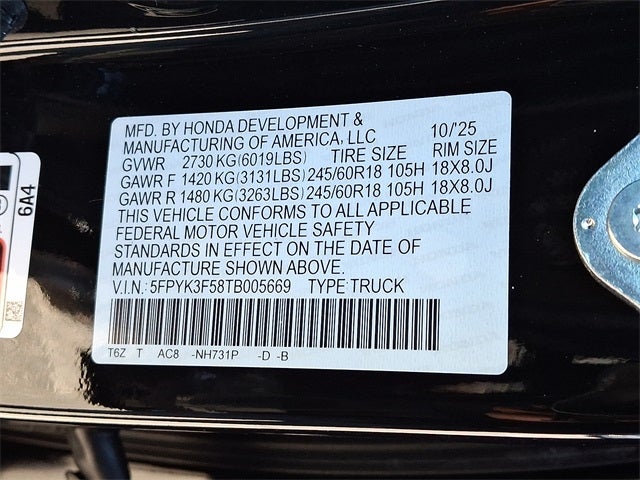 MFD. BY HONDA DEVELOPMENT &
MANUFACTURING OF AMERICA, LLC 10/'25
GVWR 2730 KG(6019LBS) TIRE SIZE RIM SIZE
GAWR F 1420 KG(3131LBS) 245/60R18 105H 18X8.0J
GAWR R 1480 KG(3263LBS) 245/60R18 105H 18X8.0J
THIS VEHICLE CONFORMS TO ALL APPLICABLE
FEDERAL MOTOR VEHICLE SAFETY
STANDARDS IN EFFECT ON THE DATE OF
MANUFACTURE SHOWN ABOVE.
V.I.N.: 5FPYK3F58TB005669 TYPE: TRUCK
T6Z T AC8 -NH731P -D -B
6A4